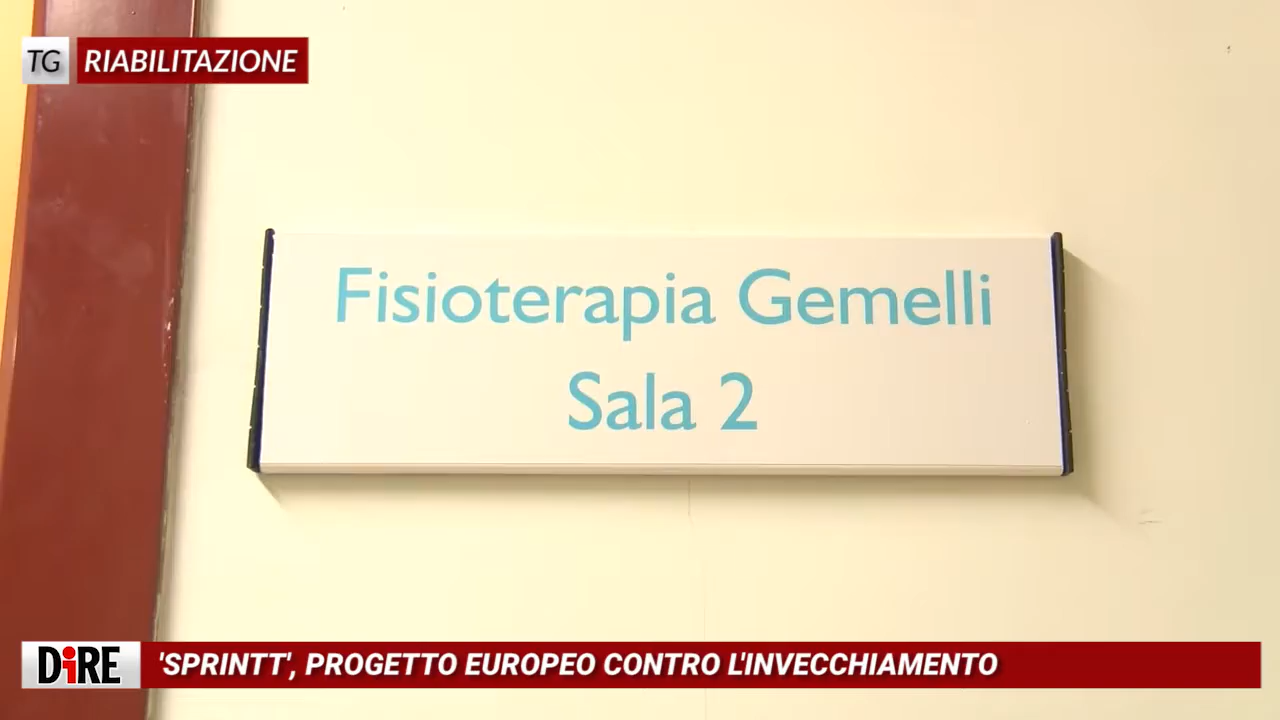 TG RIABILITAZIONE
Fisioterapia Gemelli
Sala 2
DiRE 'SPRINTT', PROGETTO EUROPEO CONTRO L'INVECCHIAMENTO